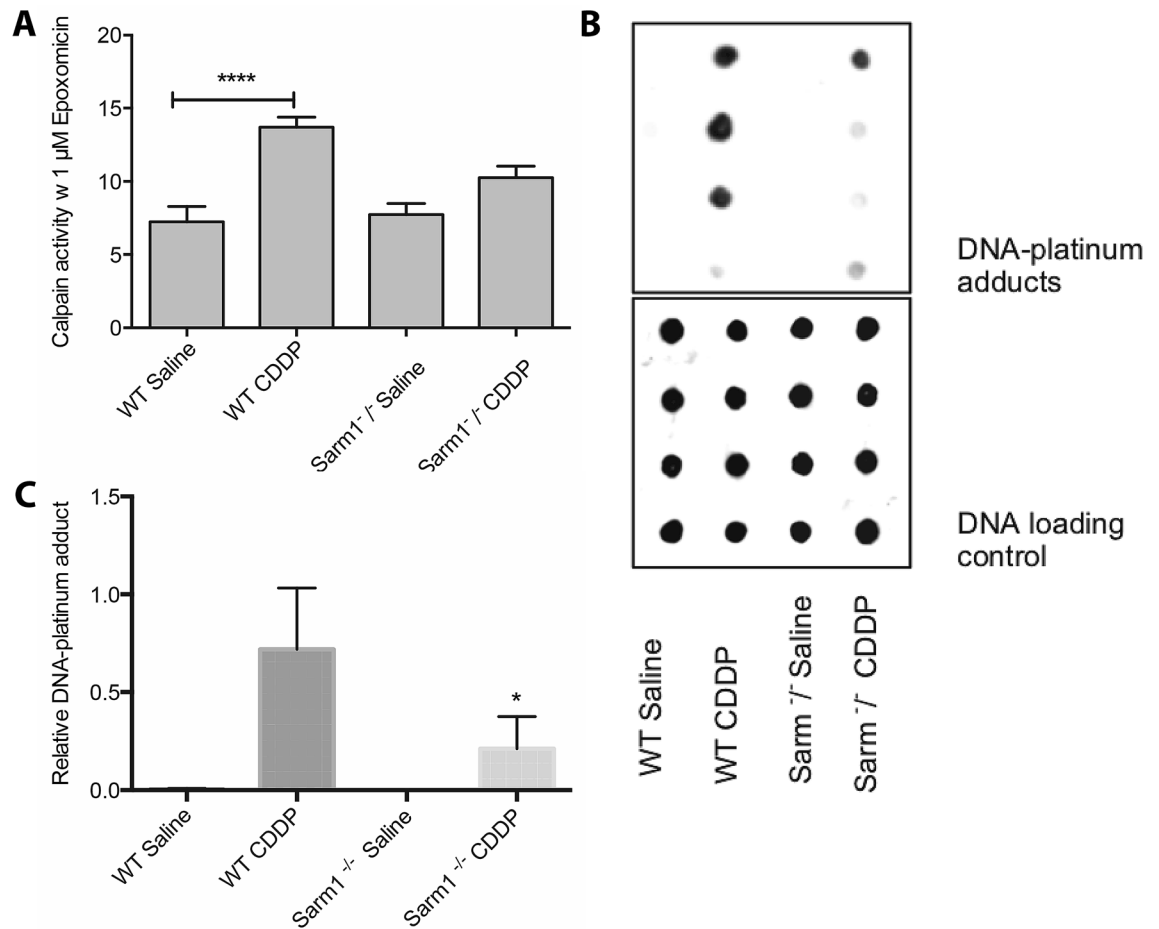 A
Calpain activity w 1 µM Epoxomicin
20
15
10
5
0
****
WT Saline
WT CDDP
Sarm1-/-Saline
Sarm1-/-CDDP
B
DNA-platinum
adducts
DNA loading
control
WT Saline
WT CDDP
Sarm -/- Saline
Sarm -/- CDDP
C
Relative DNA-platinum adduct
1.5
1.0
0.5
0.0
*
WT Saline
WT CDDP
Sarm1 -/- Saline
Sarm1 -/- CDDP